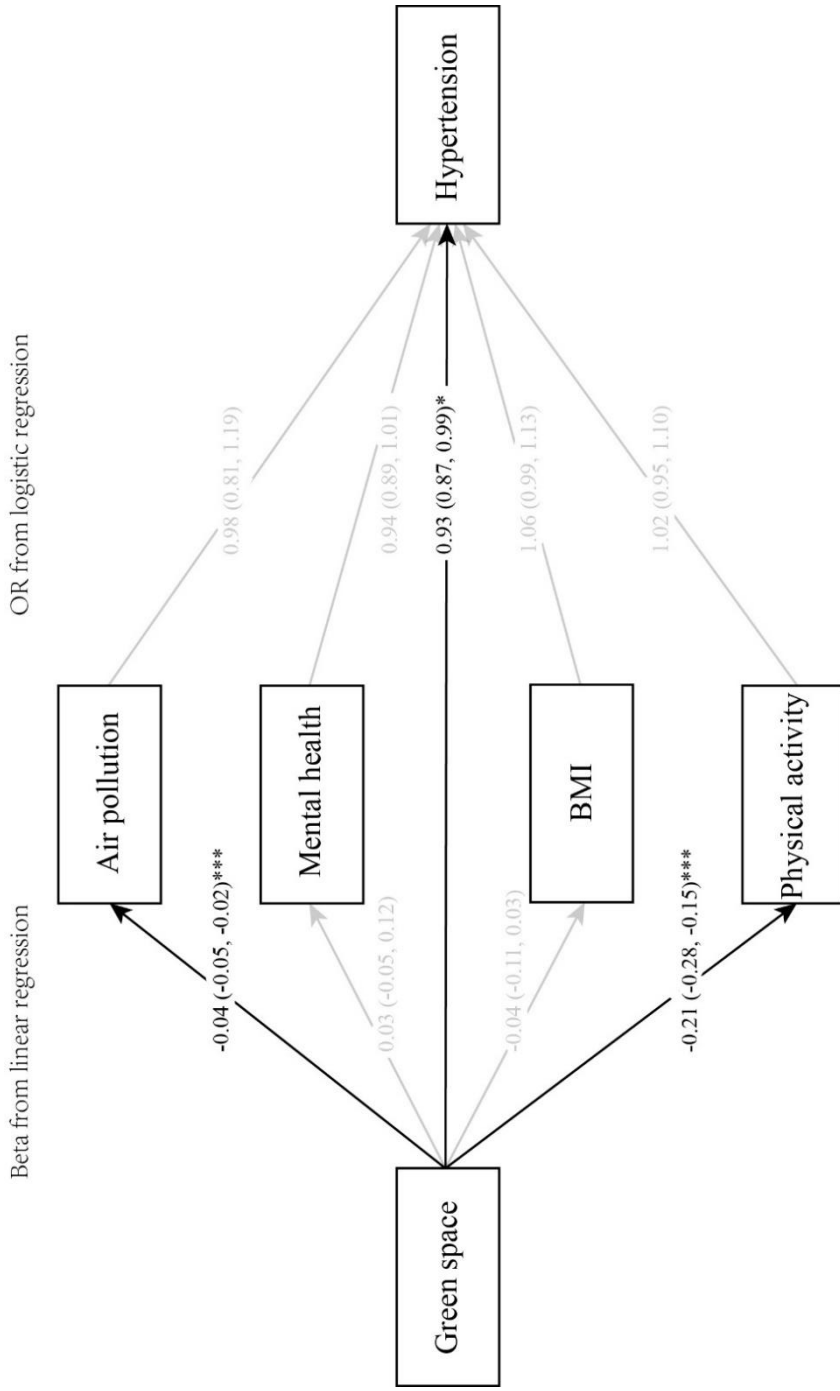 Beta from linear regression
OR from logistic regression
Air pollution
-0.04 (-0.05, -0.02)***
0.98 (0.81, 1.19)
Mental health
0.03 (-0.05, 0.12)
0.94 (0.89, 1.01)
Green space
0.93 (0.87, 0.99)*
Hypertension
BMI
-0.04 (-0.11, 0.03)
1.06 (0.99, 1.13)
Physical activity
-0.21 (-0.28, -0.15)***
1.02 (0.95, 1.10)